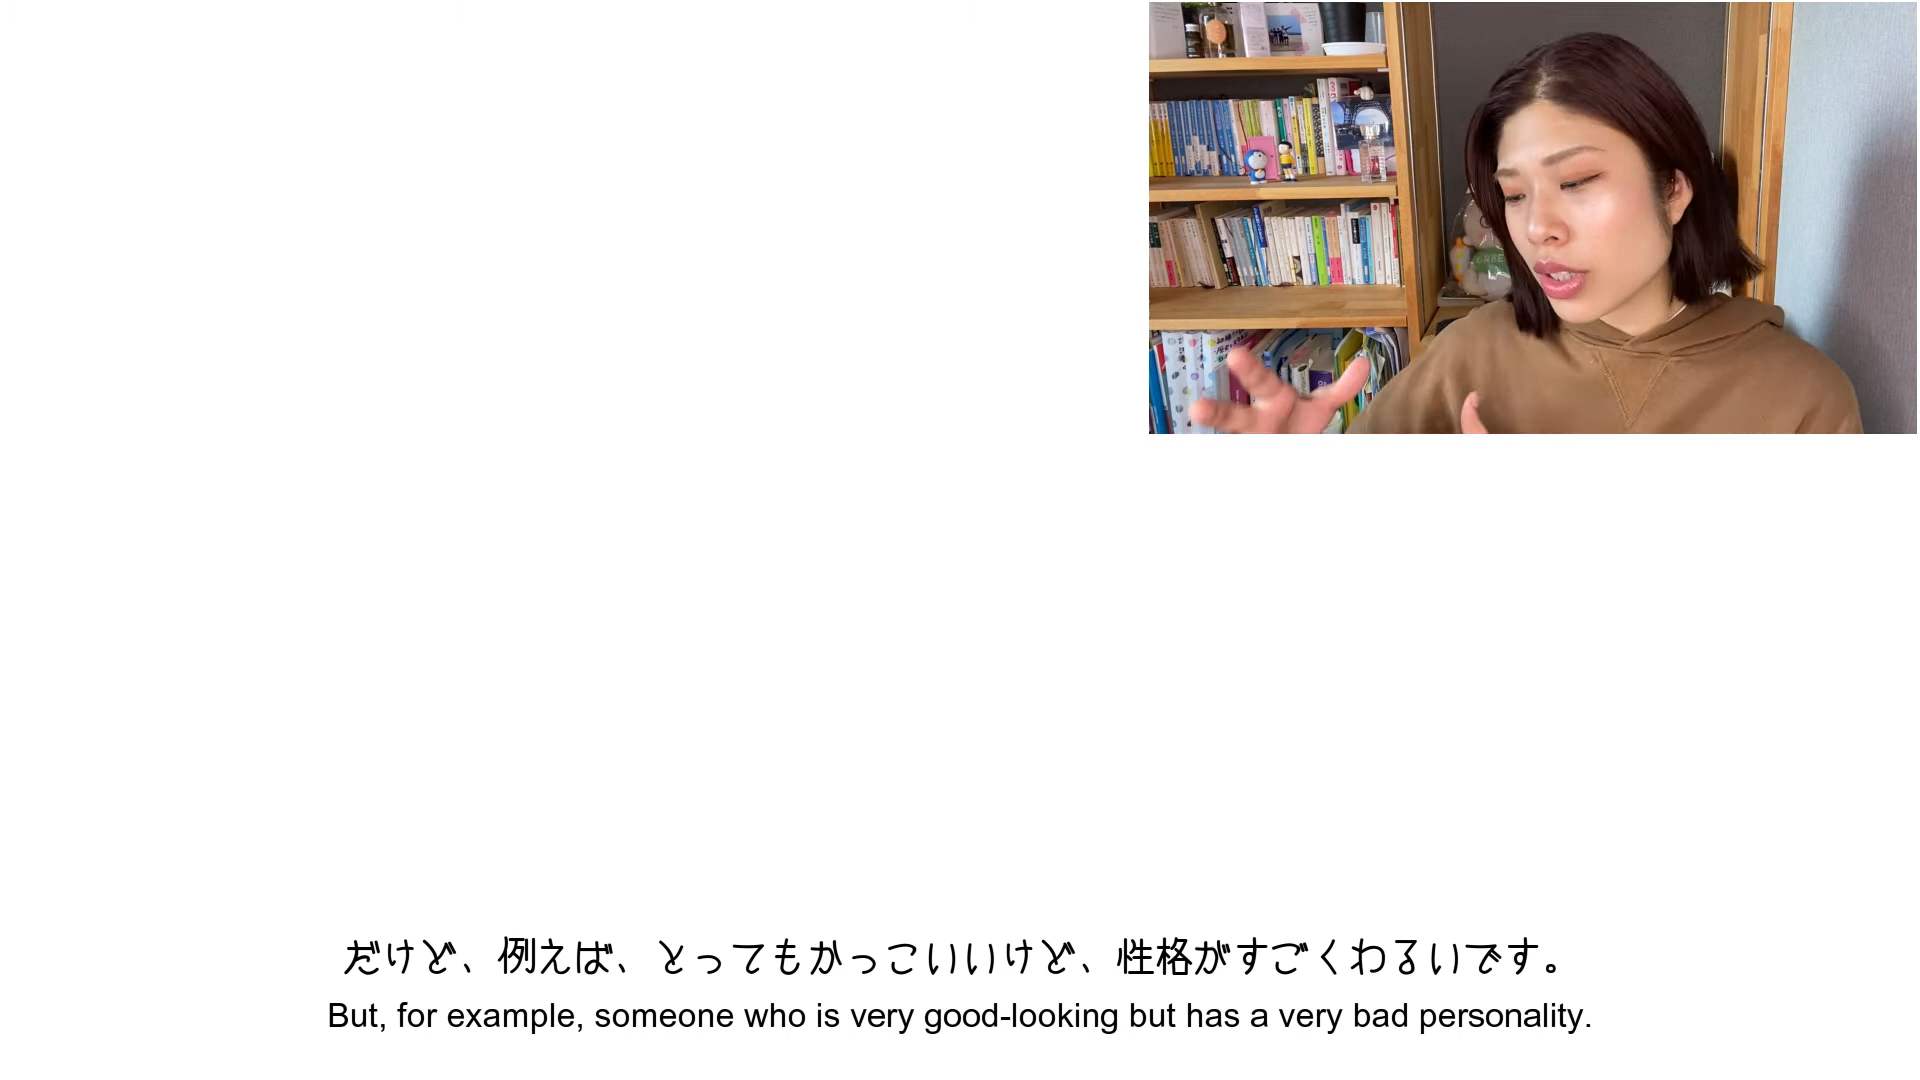 だけど、例えば、とってもかっこいいけど、性格がすごくわるいです。
But, for example, someone who is very good-looking but has a very bad personality.